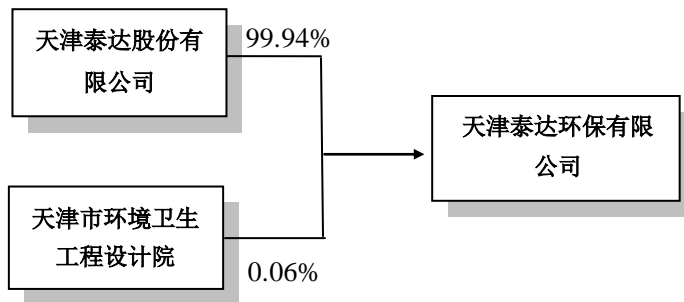 天津泰达股份有
限公司
99.94%
天津泰达环保有限
公司
天津市环境卫生
工程设计院
0.06%